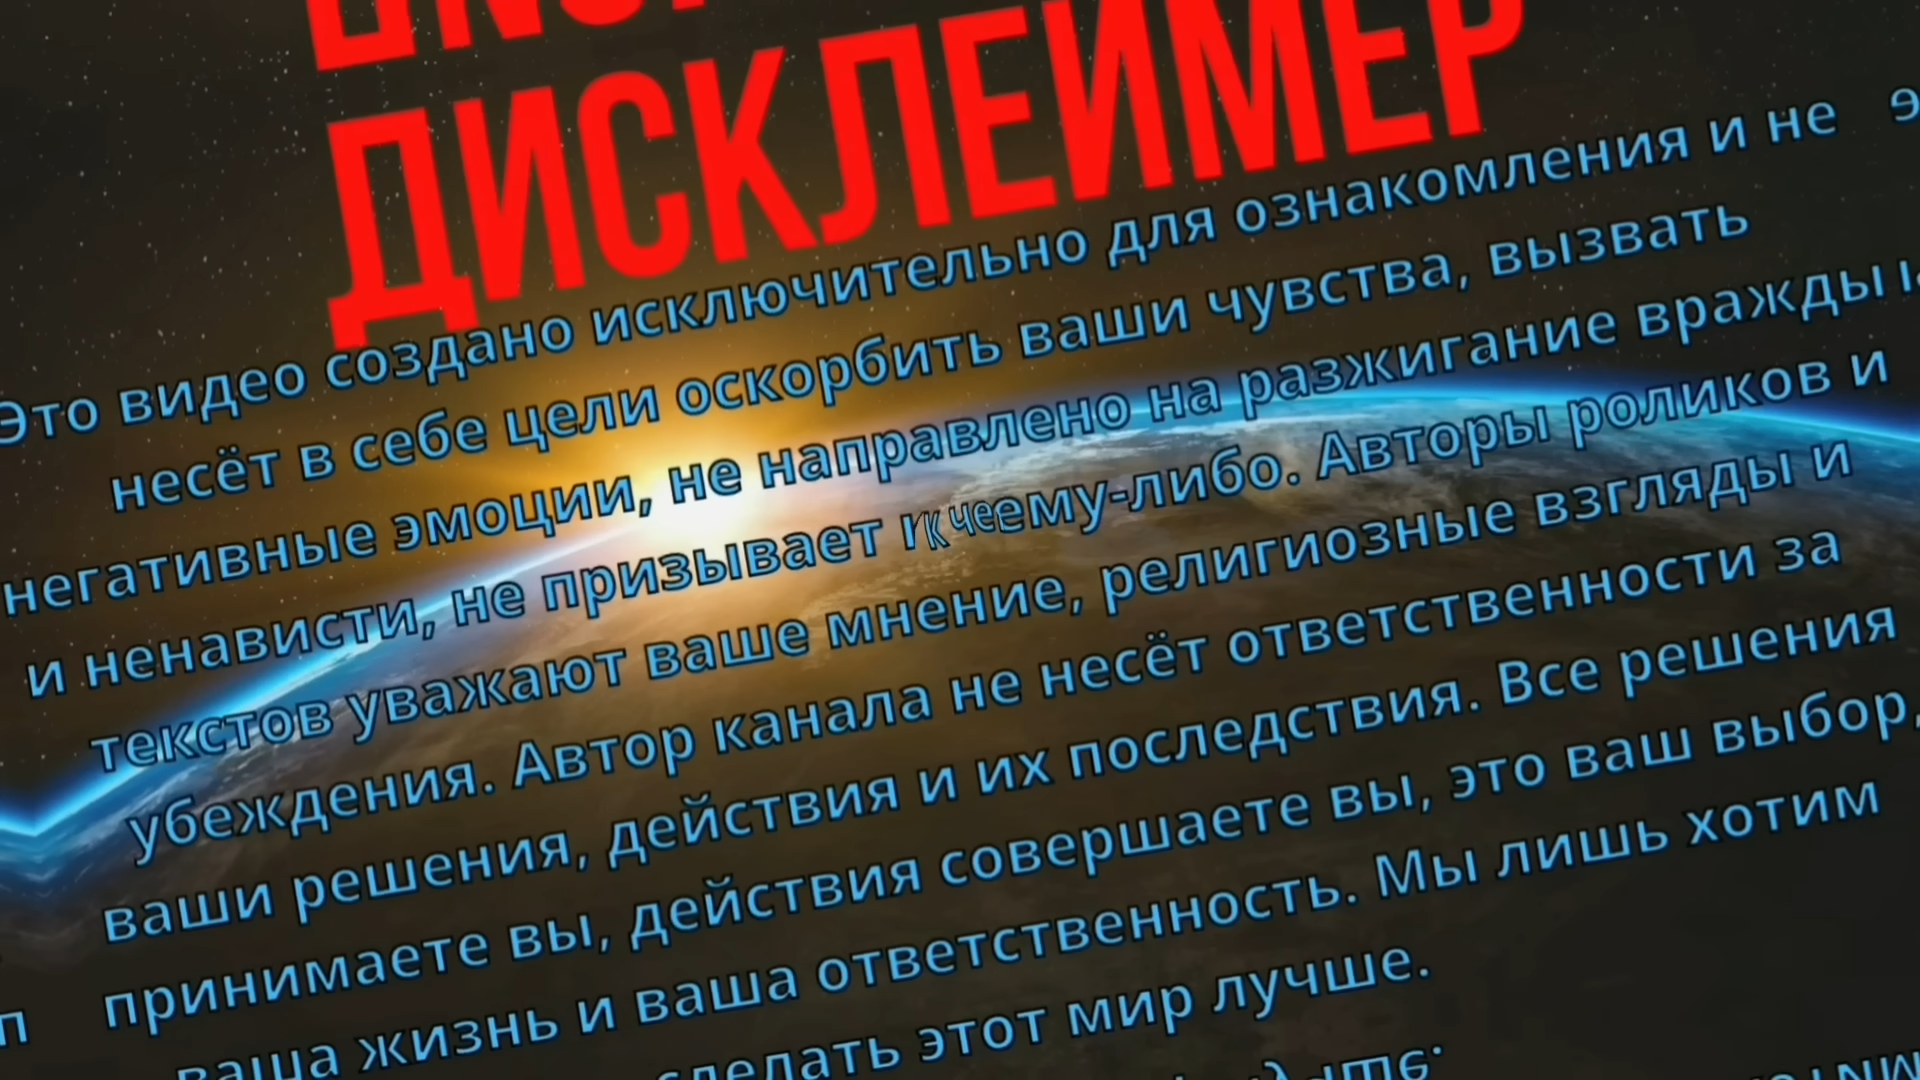 ДИСКЛЕЙМЕР
Это видео создано исключительно для ознакомления и не
несёт в себе цели оскорбить ваши чувства, вызвать
негативные эмоции, не направлено на разжигание вражды
и ненависти, не призывает к чему-либо. Авторы роликов и
текстов уважают ваше мнение, религиозные взгляды и
убеждения. Автор канала не несёт ответственности за
ваши решения, действия и их последствия. Все решения
принимаете вы, действия совершаете вы, это ваш выбор,
ваша жизнь и ваша ответственность. Мы лишь хотим
сделать этот мир лучше.